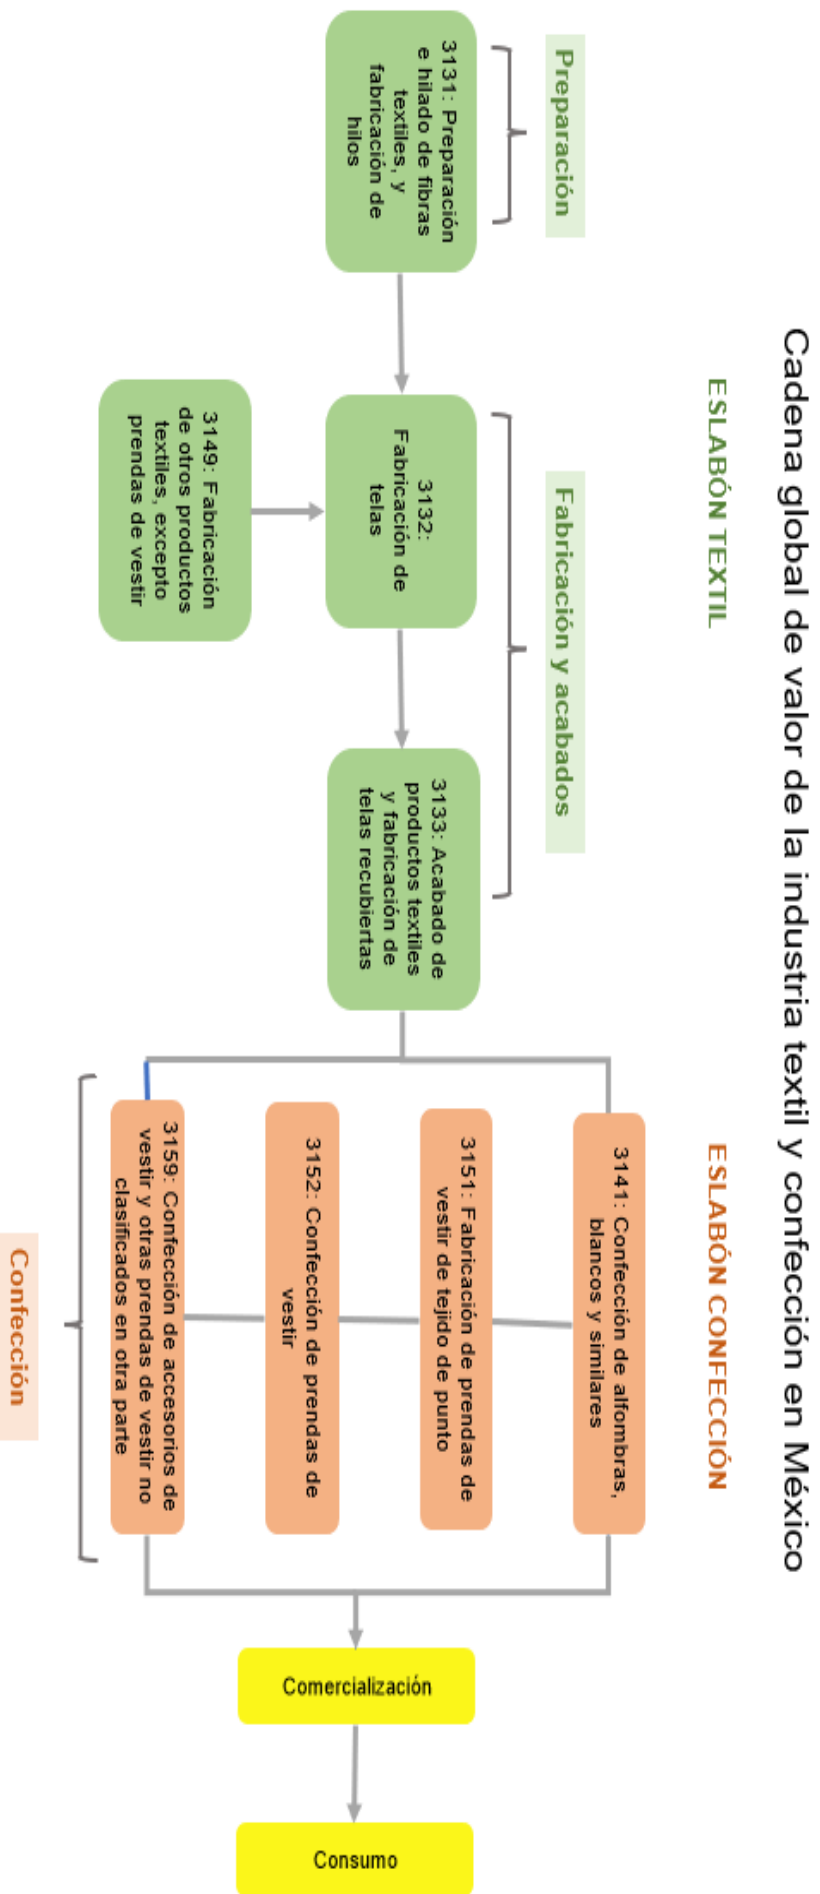 Cadena global de valor de la industria textil y confección en México
ESLABÓN TEXTIL
ESLABÓN CONFECCIÓN
Preparación
Fabricación y acabados
3131: Preparación
e hilado de fibras
textiles, y
fabricación de
hilos
3132:
Fabricación de
telas
3133: Acabado de
productos textiles
y fabricación de
telas recubiertas
3149: Fabricación
de otros productos
textiles, excepto
prendas de vestir
3141: Confección de alfombras,
blancos y similares
3151: Fabricación de prendas de
vestir de tejido de punto
3152: Confección de prendas de
vestir
3159: Confección de accesorios de
vestir y otras prendas de vestir no
clasificados en otra parte
Confección
Comercialización
Consumo